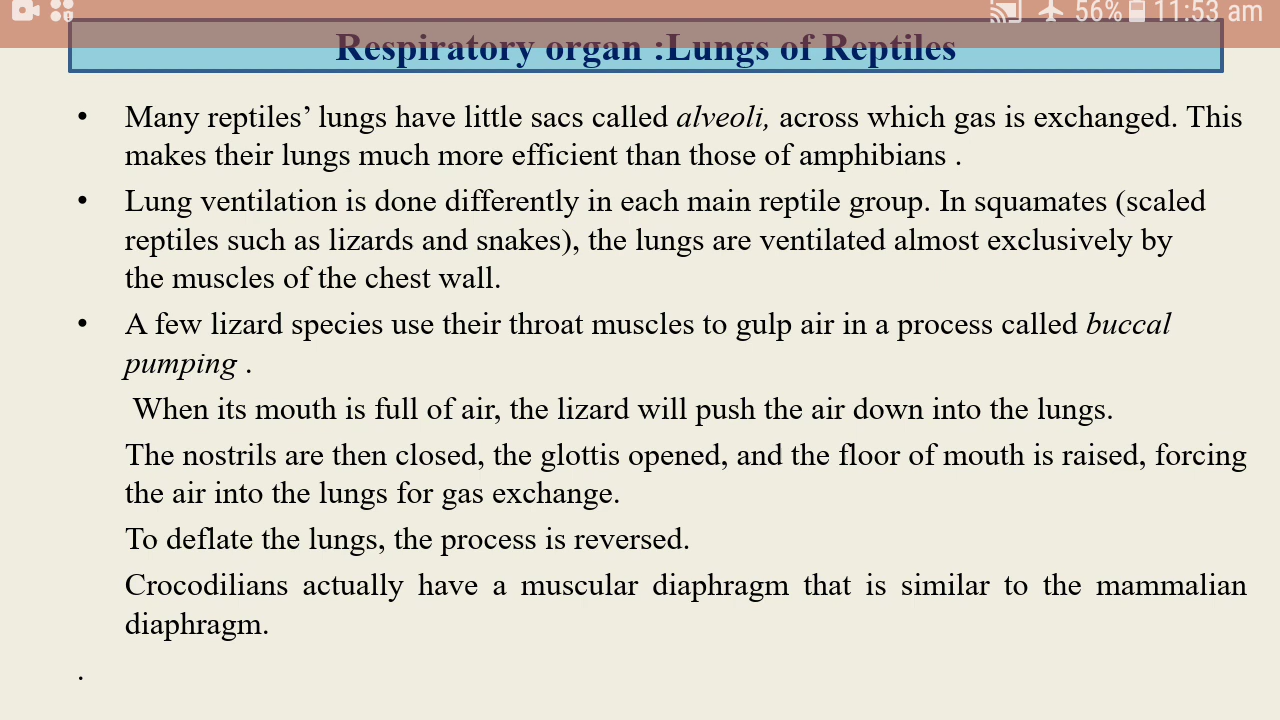 56% 11:53 am
Respiratory organ :Lungs of Reptiles
• Many reptiles’ lungs have little sacs called alveoli, across which gas is exchanged. This
makes their lungs much more efficient than those of amphibians .
• Lung ventilation is done differently in each main reptile group. In squamates (scaled
reptiles such as lizards and snakes), the lungs are ventilated almost exclusively by
the muscles of the chest wall.
• A few lizard species use their throat muscles to gulp air in a process called buccal
pumping .
When its mouth is full of air, the lizard will push the air down into the lungs.
The nostrils are then closed, the glottis opened, and the floor of mouth is raised, forcing
the air into the lungs for gas exchange.
To deflate the lungs, the process is reversed.
Crocodilians actually have a muscular diaphragm that is similar to the mammalian
diaphragm.
.